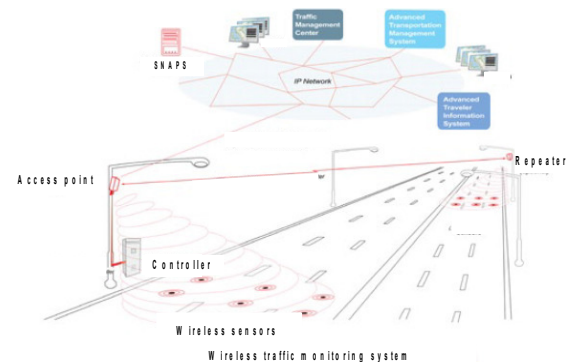 Traffic
Management
Center
Advanced
Transportation
Management
System
SNAPS
IP Network
Advanced
Traveler
Information
System
Repeater
Access point
Controller
Wireless sensors
Wireless traffic monitoring system